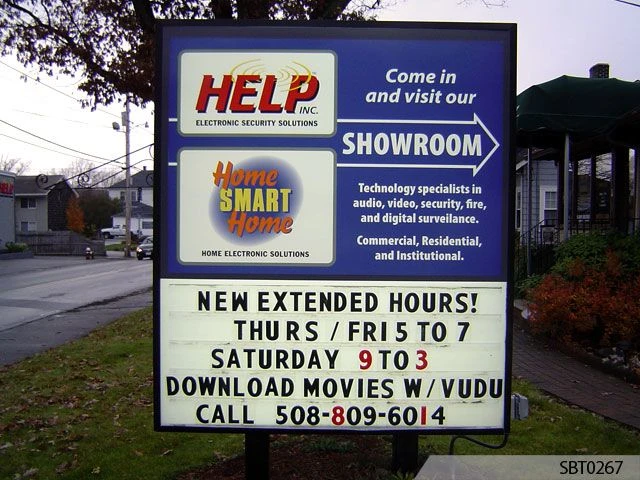 HELP INC.
ELECTRONIC SECURITY SOLUTIONS
Home
SMART
Home
HOME ELECTRONIC SOLUTIONS
Come in
and visit our
SHOWROOM
Technology specialists in
audio, video, security, fire,
and digital surveilance.
Commercial, Residential,
and Institutional.
NEW EXTENDED HOURS!
THURS / FRI 5 TO 7
SATURDAY 9 TO 3
DOWNLOAD MOVIES W/ VUDU
CALL 508-809-6014
SBT0267